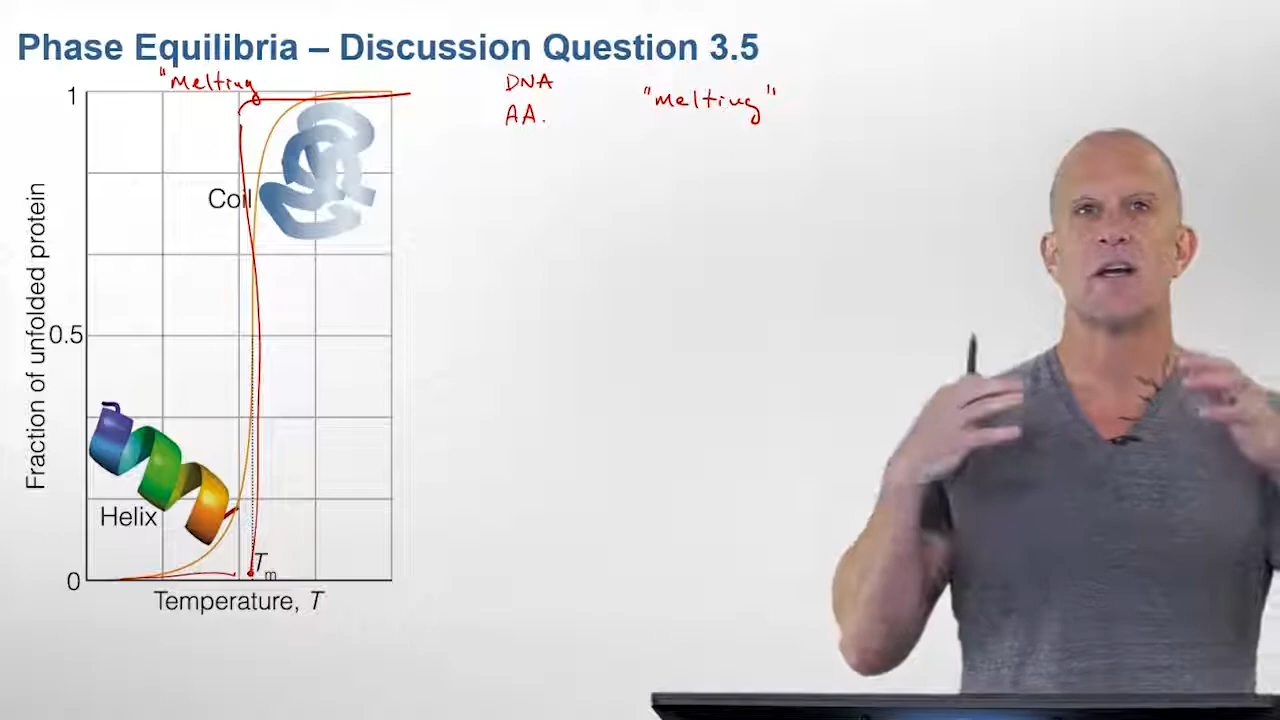 Phase Equilibria – Discussion Question 3.5
"Melting
DNA
AA.
"melting"
1
Coil
Fraction of unfolded protein
0.5
Helix
Tm
0
Temperature, T